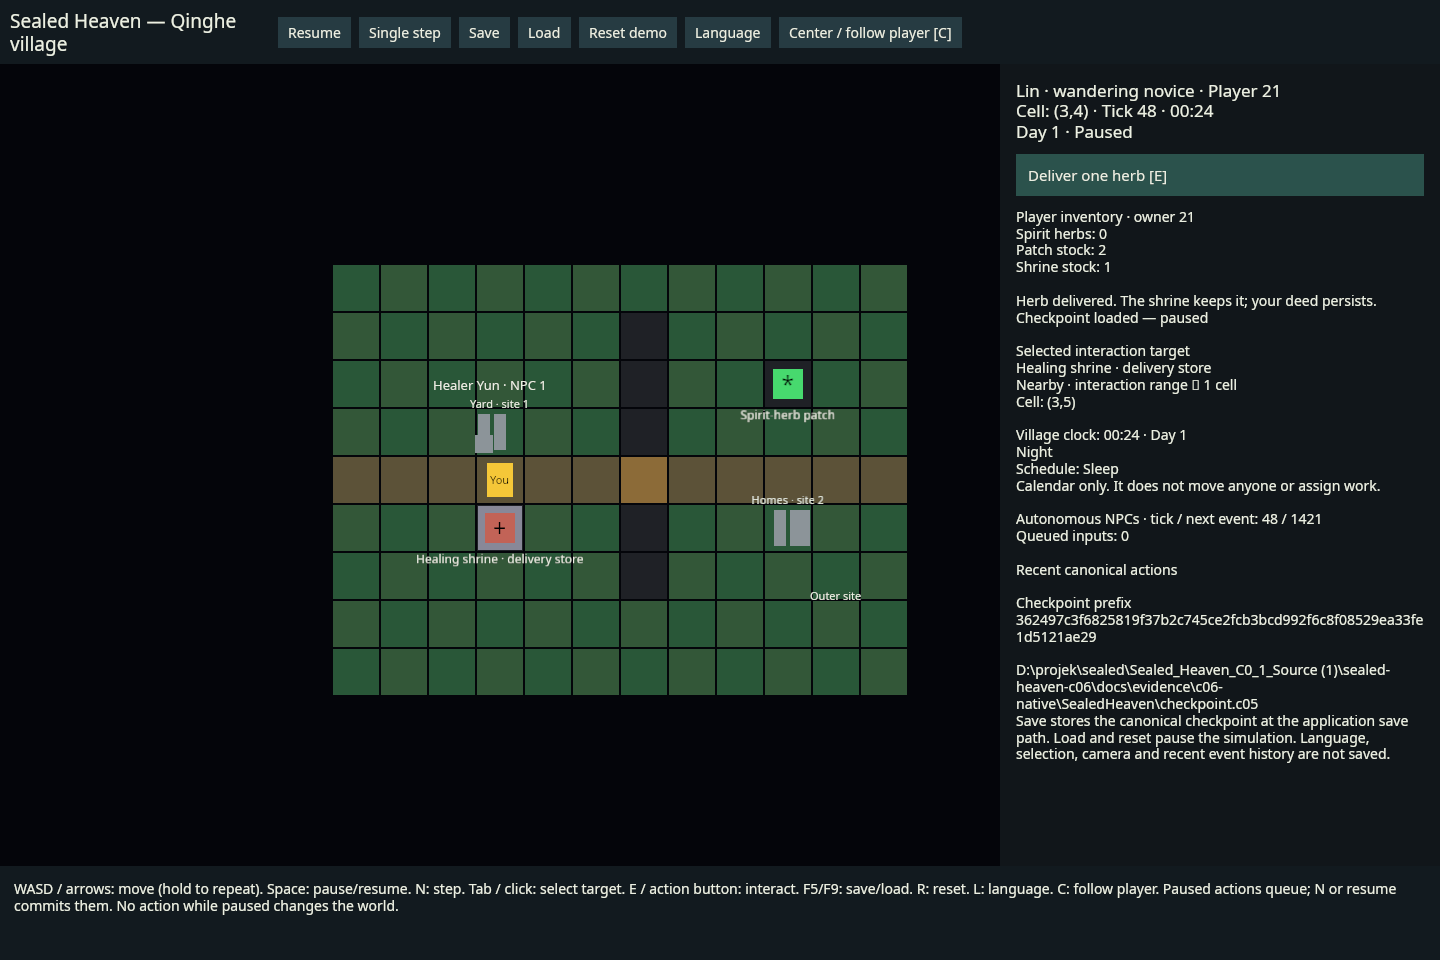 Sealed Heaven — Qinghe
village
Resume
Single step
Save
Load
Reset demo
Language
Center / follow player [C]
Lin · wandering novice · Player 21
Cell: (3,4) · Tick 48 · 00:24
Day 1 · Paused
Deliver one herb [E]
Player inventory · owner 21
Spirit herbs: 0
Patch stock: 2
Shrine stock: 1
Herb delivered. The shrine keeps it; your deed persists.
Checkpoint loaded — paused
Selected interaction target
Healing shrine · delivery store
Nearby · interaction range ▯ 1 cell
Cell: (3,5)
Village clock: 00:24 · Day 1
Night
Schedule: Sleep
Calendar only. It does not move anyone or assign work.
Autonomous NPCs · tick / next event: 48 / 1421
Queued inputs: 0
Recent canonical actions
Checkpoint prefix
362497c3f6825819f37b2c745ce2fcb3bcd992f6c8f08529ea33fe
1d5121ae29
D:\projek\sealed\Sealed_Heaven_C0_1_Source (1)\sealed-
heaven-c06\docs\evidence\c06-
native\SealedHeaven\checkpoint.c05
Save stores the canonical checkpoint at the application save
path. Load and reset pause the simulation. Language,
selection, camera and recent event history are not saved.
*
Healer Yun · NPC 1
Yard · site 1
Spirit herb patch
You
Homes · site 2
+
Healing shrine · delivery store
Outer site
WASD / arrows: move (hold to repeat). Space: pause/resume. N: step. Tab / click: select target. E / action button: interact. F5/F9: save/load. R: reset. L: language. C: follow player. Paused actions queue; N or resume
commits them. No action while paused changes the world.